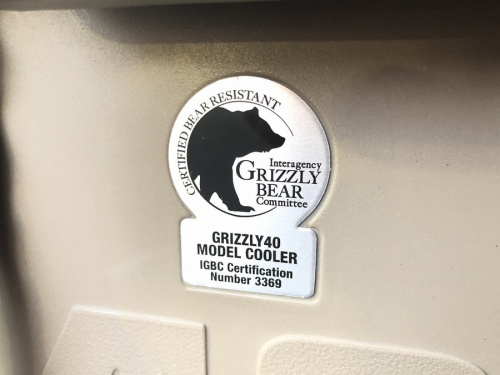 CERTIFIED BEAR RESISTANT
Interagency
GRIZZLY
BEAR
Committee
GRIZZLY40
MODEL COOLER
IGBC Certification
Number 3369